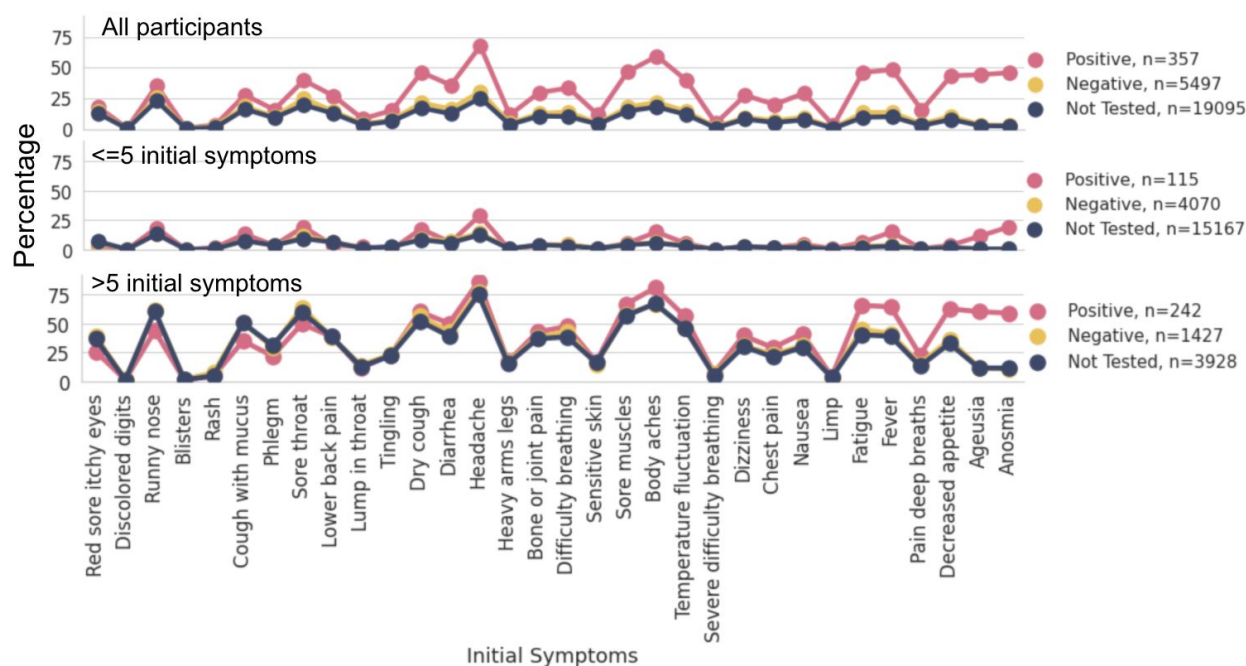 All participants
75
50
25
0
Positive, n=357
Negative, n=5497
Not Tested, n=19095
<=5 initial symptoms
75
50
25
0
Positive, n=115
Negative, n=4070
Not Tested, n=15167
>5 initial symptoms
75
50
25
0
Positive, n=242
Negative, n=1427
Not Tested, n=3928
Percentage
Red sore itchy eyes
Discolored digits
Runny nose
Blisters
Rash
Cough with mucus
Phlegm
Sore throat
Lower back pain
Lump in throat
Tingling
Dry cough
Diarrhea
Headache
Heavy arms legs
Bone or joint pain
Difficulty breathing
Sensitive skin
Sore muscles
Body aches
Temperature fluctuation
Severe difficulty breathing
Dizziness
Chest pain
Nausea
Limp
Fatigue
Fever
Pain deep breaths
Decreased appetite
Ageusia
Anosmia
Initial Symptoms